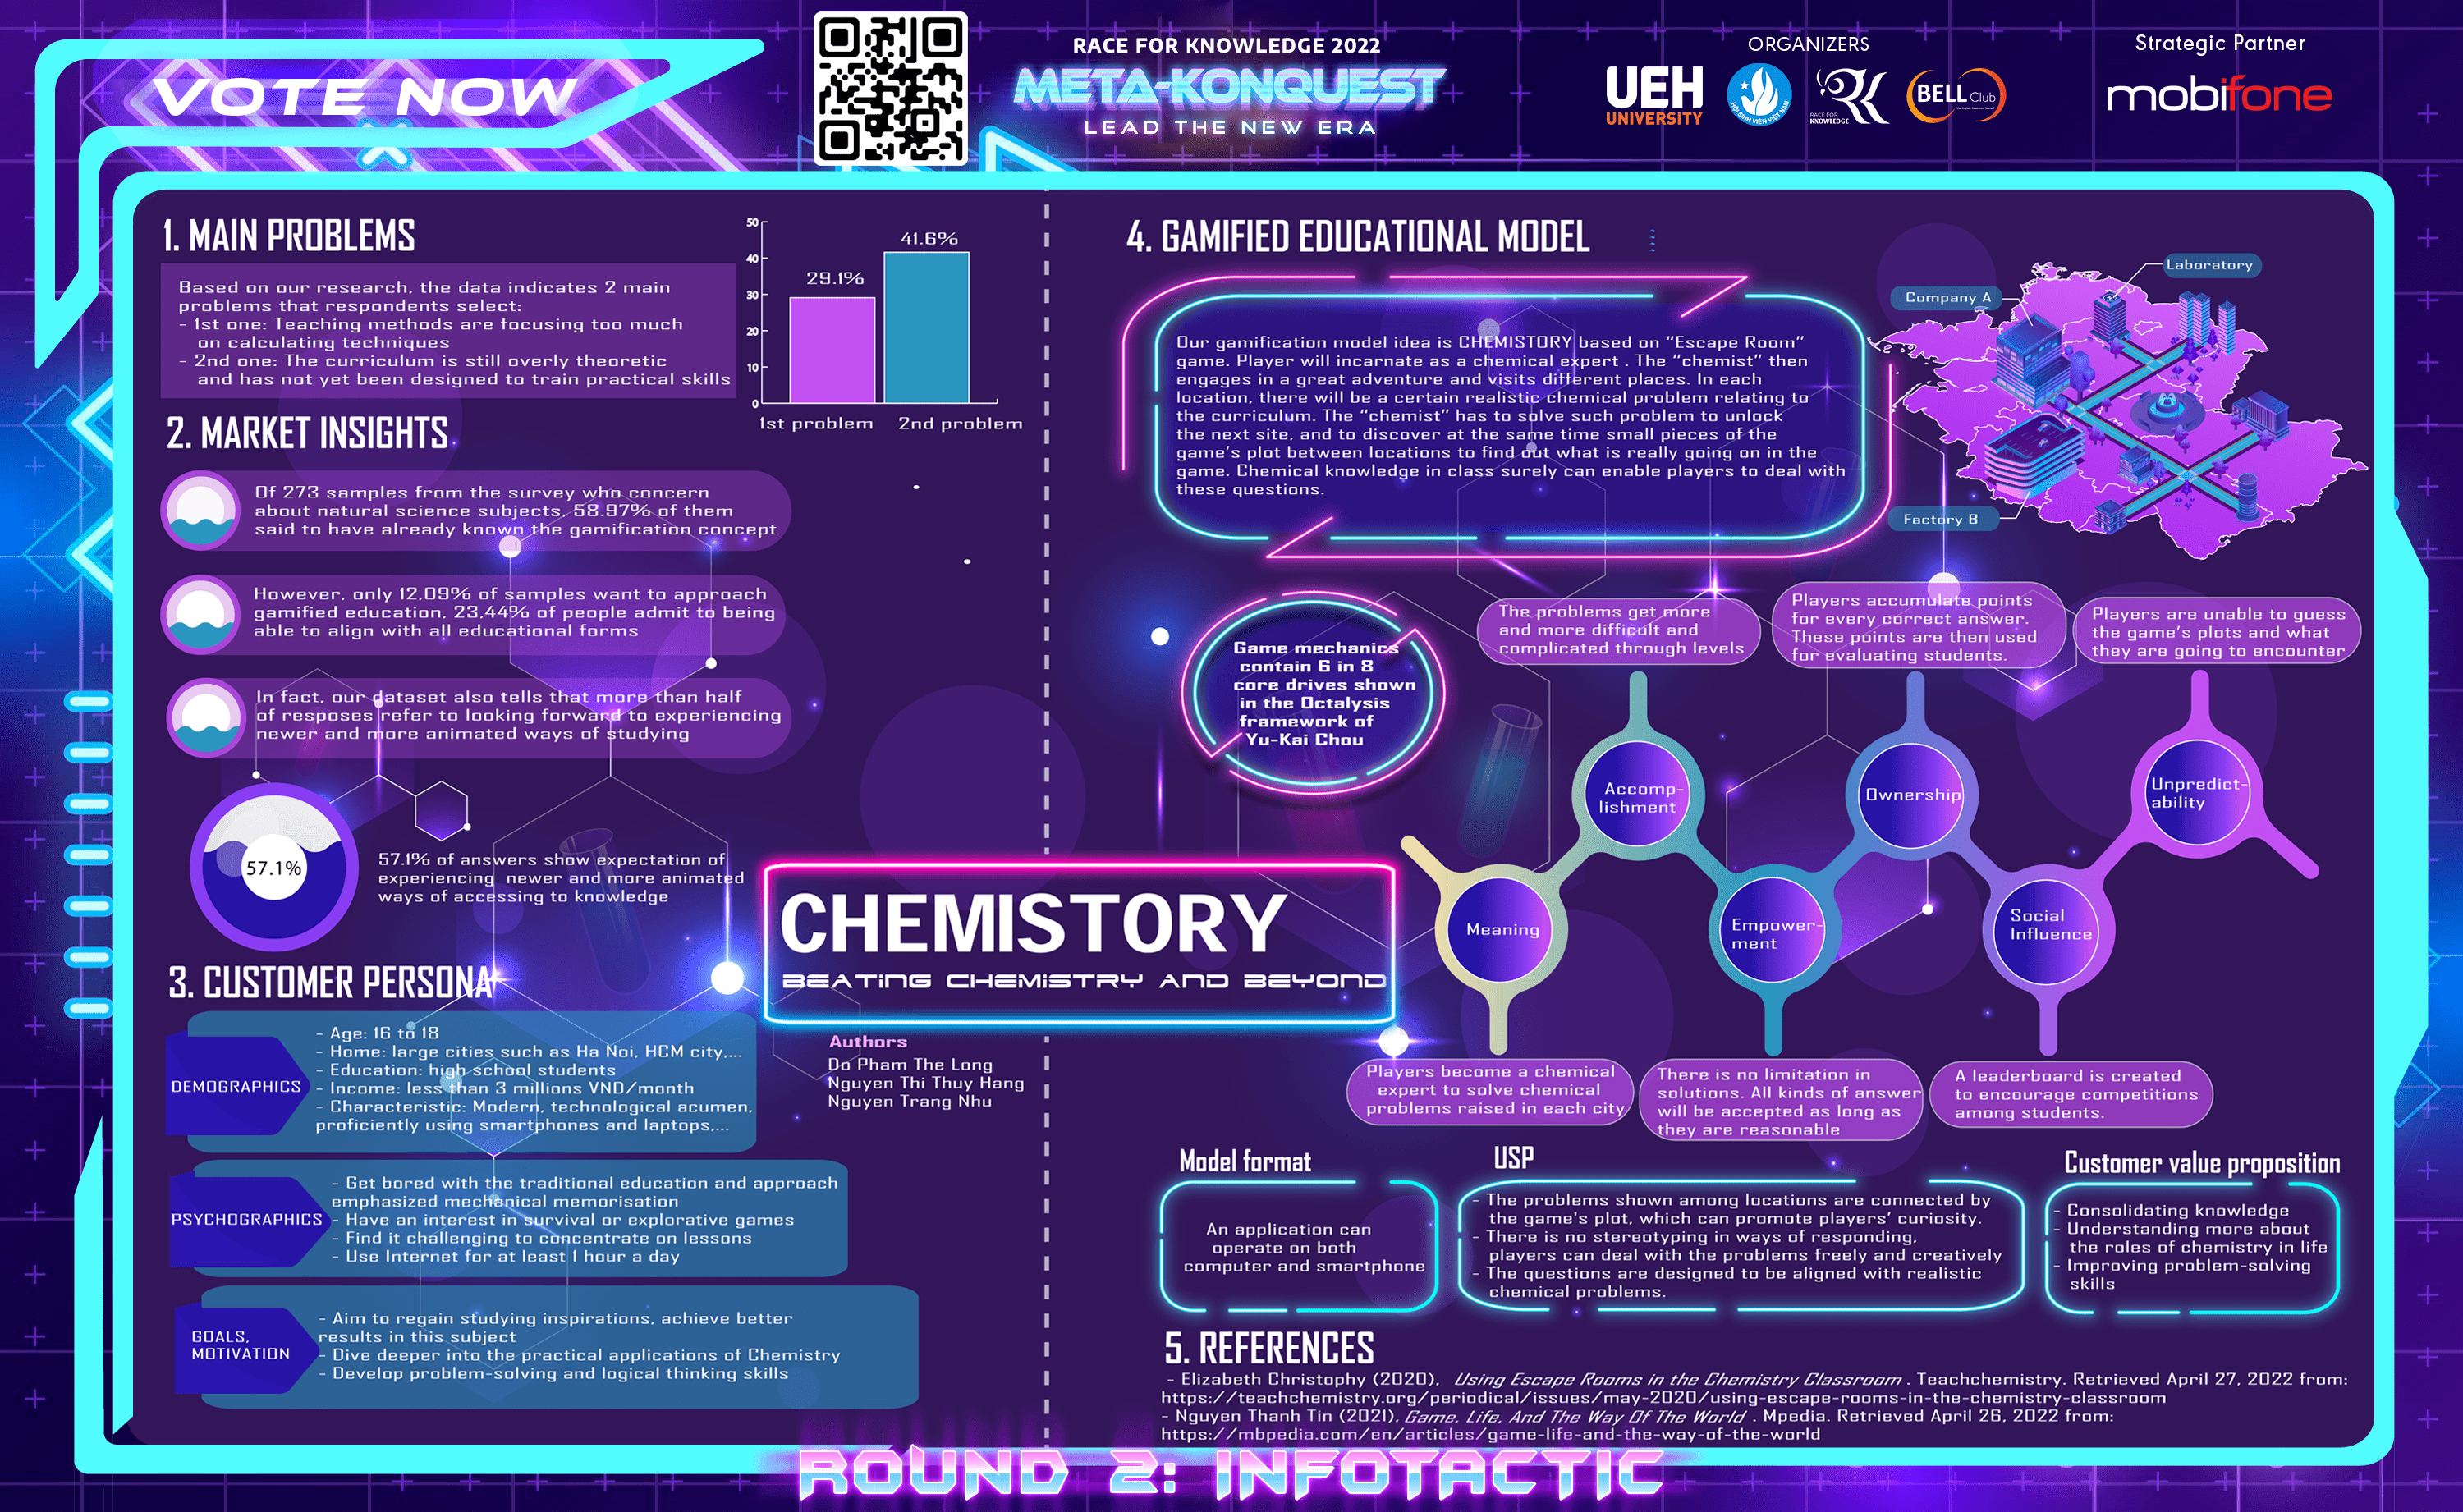 VOTE NOW
RACE FOR KNOWLEDGE 2022
META-KONQUEST
LEAD THE NEW ERA
ORGANIZERS
UEH
UNIVERSITY
HỘI SINH VIÊN VIỆT NAM
RK
RACE FOR
KNOWLEDGE
BELL Club
Strategic Partner
mobifone
1. MAIN PROBLEMS
Based on our research, the data indicates 2 main
problems that respondents select:
- 1st one: Teaching methods are focusing too much
on calculating techniques
- 2nd one: The curriculum is still overly theoretic
and has not yet been designed to train practical skills
50
40
30
20
10
0
29.1%
41.6%
1st problem
2nd problem
2. MARKET INSIGHTS
Of 273 samples from the survey who concern
about natural science subjects, 58.97% of them
said to have already known the gamification concept
However, only 12,09% of samples want to approach
gamified education, 23,44% of people admit to being
able to align with all educational forms
In fact, our dataset also tells that more than half
of resposes refer to looking forward to experiencing
newer and more animated ways of studying
57.1%
57.1% of answers show expectation of
experiencing newer and more animated
ways of accessing to knowledge
3. CUSTOMER PERSONA
DEMOGRAPHICS
- Age: 16 to 18
- Home: large cities such as Ha Noi, HCM city,...
- Education: high school students
- Income: less than 3 millions VND/month
- Characteristic: Modern, technological acumen,
proficiently using smartphones and laptops,...
PSYCHOGRAPHICS
- Get bored with the traditional education and approach
emphasized mechanical memorisation
- Have an interest in survival or explorative games
- Find it challenging to concentrate on lessons
- Use Internet for at least 1 hour a day
GOALS,
MOTIVATION
- Aim to regain studying inspirations, achieve better
results in this subject
- Dive deeper into the practical applications of Chemistry
- Develop problem-solving and logical thinking skills
CHEMISTORY
BEATING CHEMISTRY AND BEYOND
Authors
Do Pham The Long
Nguyen Thi Thuy Hang
Nguyen Trang Nhu
4. GAMIFIED EDUCATIONAL MODEL
Our gamification model idea is CHEMISTORY based on “Escape Room”
game. Player will incarnate as a chemical expert . The “chemist” then
engages in a great adventure and visits different places. In each
location, there will be a certain realistic chemical problem relating to
the curriculum. The “chemist” has to solve such problem to unlock
the next site, and to discover at the same time small pieces of the
game’s plot between locations to find out what is really going on in the
game. Chemical knowledge in class surely can enable players to deal with
these questions.
Laboratory
Company A
Factory B
Game mechanics
contain 6 in 8
core drives shown
in the Octalysis
framework of
Yu-Kai Chou
The problems get more
and more difficult and
complicated through levels
Players accumulate points
for every correct answer.
These points are then used
for evaluating students.
Players are unable to guess
the game’s plots and what
they are going to encounter
Accomp-
lishment
Ownership
Unpredict-
ability
Meaning
Empower-
ment
Social
Influence
Players become a chemical
expert to solve chemical
problems raised in each city
There is no limitation in
solutions. All kinds of answer
will be accepted as long as
they are reasonable
A leaderboard is created
to encourage competitions
among students.
Model format
An application can
operate on both
computer and smartphone
USP
- The problems shown among locations are connected by
the game's plot, which can promote players’ curiosity.
- There is no stereotyping in ways of responding,
players can deal with the problems freely and creatively
- The questions are designed to be aligned with realistic
chemical problems.
Customer value proposition
- Consolidating knowledge
- Understanding more about
the roles of chemistry in life
- Improving problem-solving
skills
5. REFERENCES
- Elizabeth Christophy (2020), Using Escape Rooms in the Chemistry Classroom . Teachchemistry. Retrieved April 27, 2022 from:
https://teachchemistry.org/periodical/issues/may-2020/using-escape-rooms-in-the-chemistry-classroom
- Nguyen Thanh Tin (2021), Game, Life, And The Way Of The World . Mpedia. Retrieved April 26, 2022 from:
https://mbpedia.com/en/articles/game-life-and-the-way-of-the-world
ROUND 2: INFOTACTIC